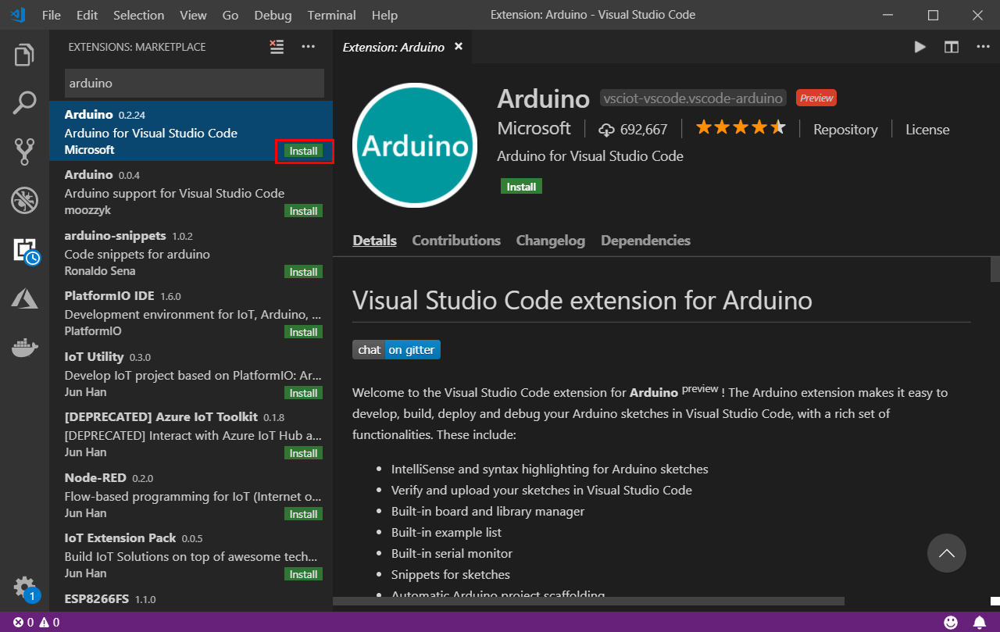 File Edit Selection View Go Debug Terminal Help
Extension: Arduino - Visual Studio Code
EXTENSIONS: MARKETPLACE
arduino
Arduino 0.2.24
Arduino for Visual Studio Code
Microsoft
Install
Arduino 0.0.4
Arduino support for Visual Studio Code
moozzyk
Install
arduino-snippets 1.0.2
Code snippets for arduino
Ronaldo Sena
Install
PlatformIO IDE 1.6.0
Development environment for IoT, Arduino, ...
PlatformIO
Install
IoT Utility 0.3.0
Develop IoT project based on PlatformIO: Ar...
Jun Han
Install
[DEPRECATED] Azure IoT Toolkit 0.1.8
[DEPRECATED] Interact with Azure IoT Hub a...
Jun Han
Install
Node-RED 0.2.0
Flow-based programming for IoT (Internet o...
Jun Han
Install
IoT Extension Pack 0.0.5
Build IoT Solutions on top of awesome tech...
Jun Han
Install
ESP8266FS 1.1.0
1
Extension: Arduino
Arduino
Arduino vsciot-vscode.vscode-arduino Preview
Microsoft 692,667 Repository License
Arduino for Visual Studio Code
Install
Details Contributions Changelog Dependencies
Visual Studio Code extension for Arduino
chat on gitter
Welcome to the Visual Studio Code extension for Arduino preview ! The Arduino extension makes it easy to
develop, build, deploy and debug your Arduino sketches in Visual Studio Code, with a rich set of
functionalities. These include:
• IntelliSense and syntax highlighting for Arduino sketches
• Verify and upload your sketches in Visual Studio Code
• Built-in board and library manager
• Built-in example list
• Built-in serial monitor
• Snippets for sketches
• Automatic Arduino project scaffolding
0 0